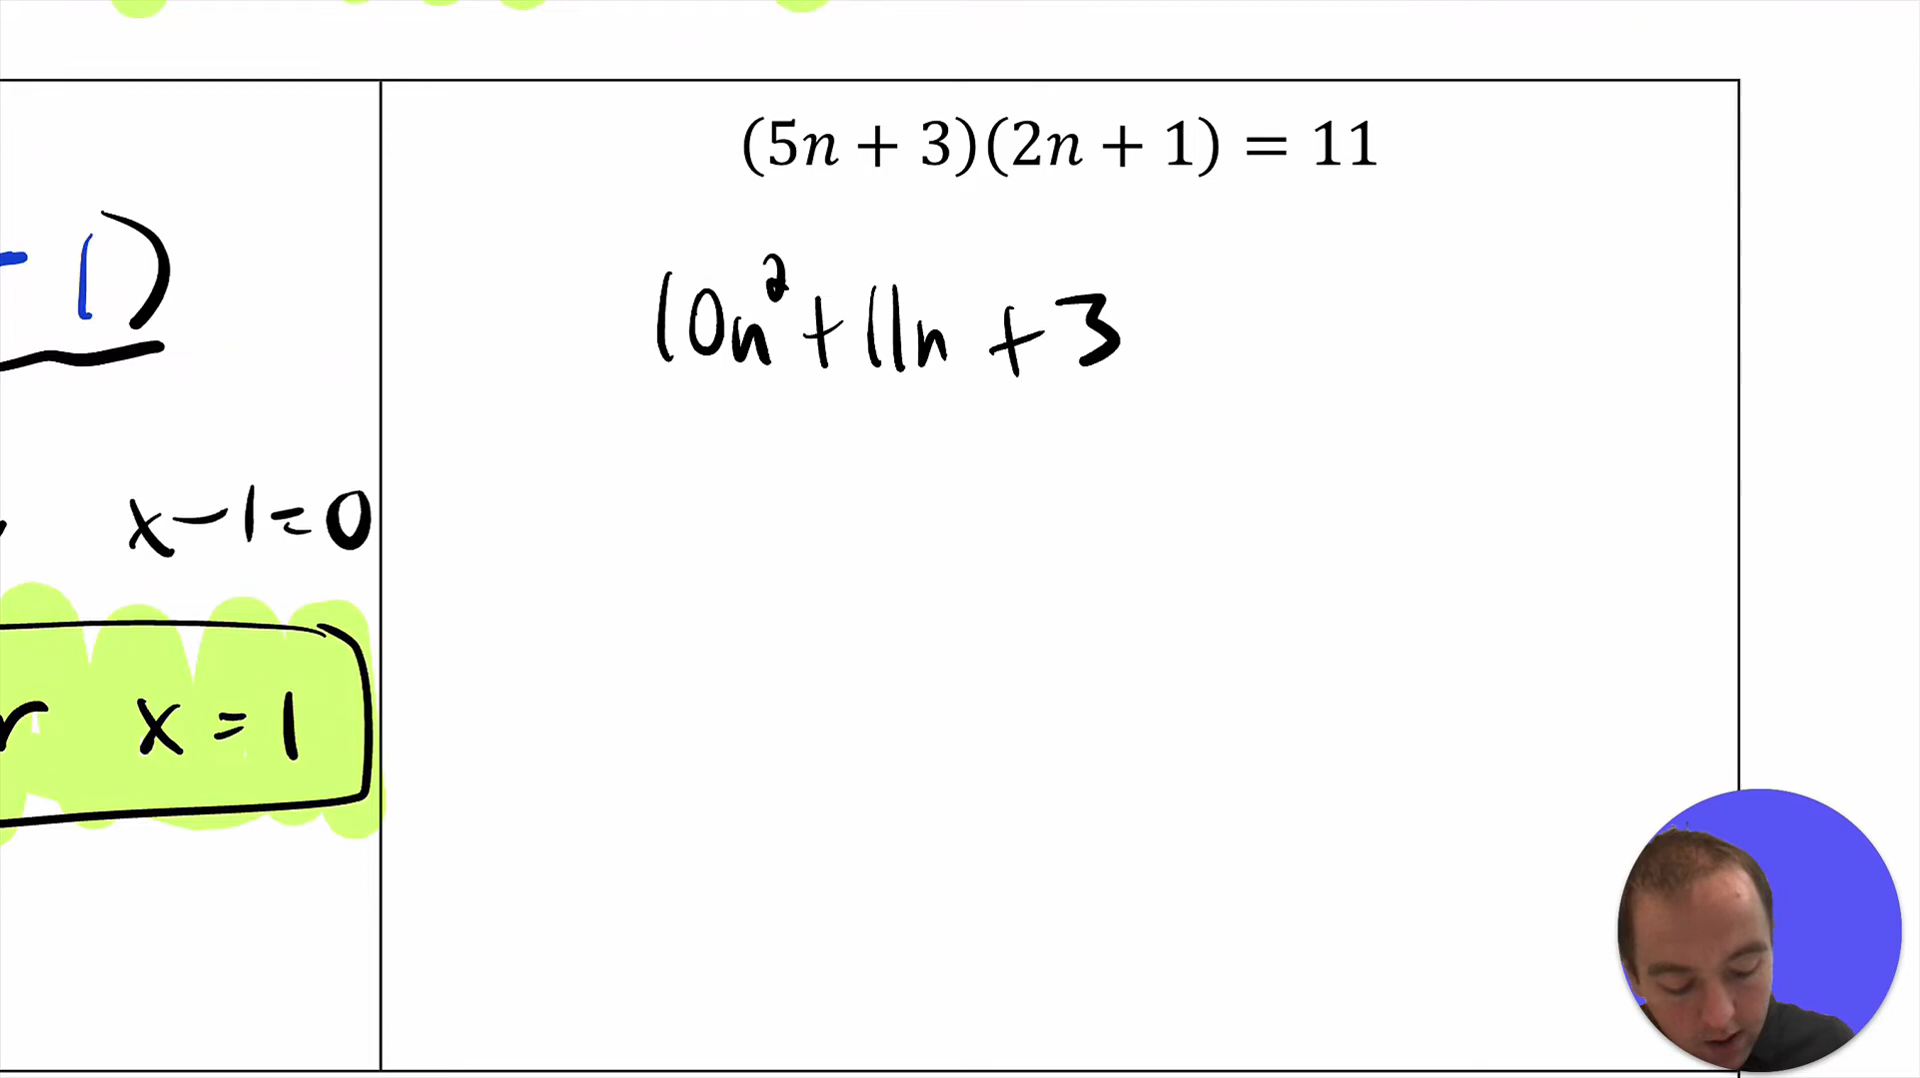 (5n + 3)(2n + 1) = 11
- 1)
10n² + 11n + 3
x - 1 = 0
r x = 1